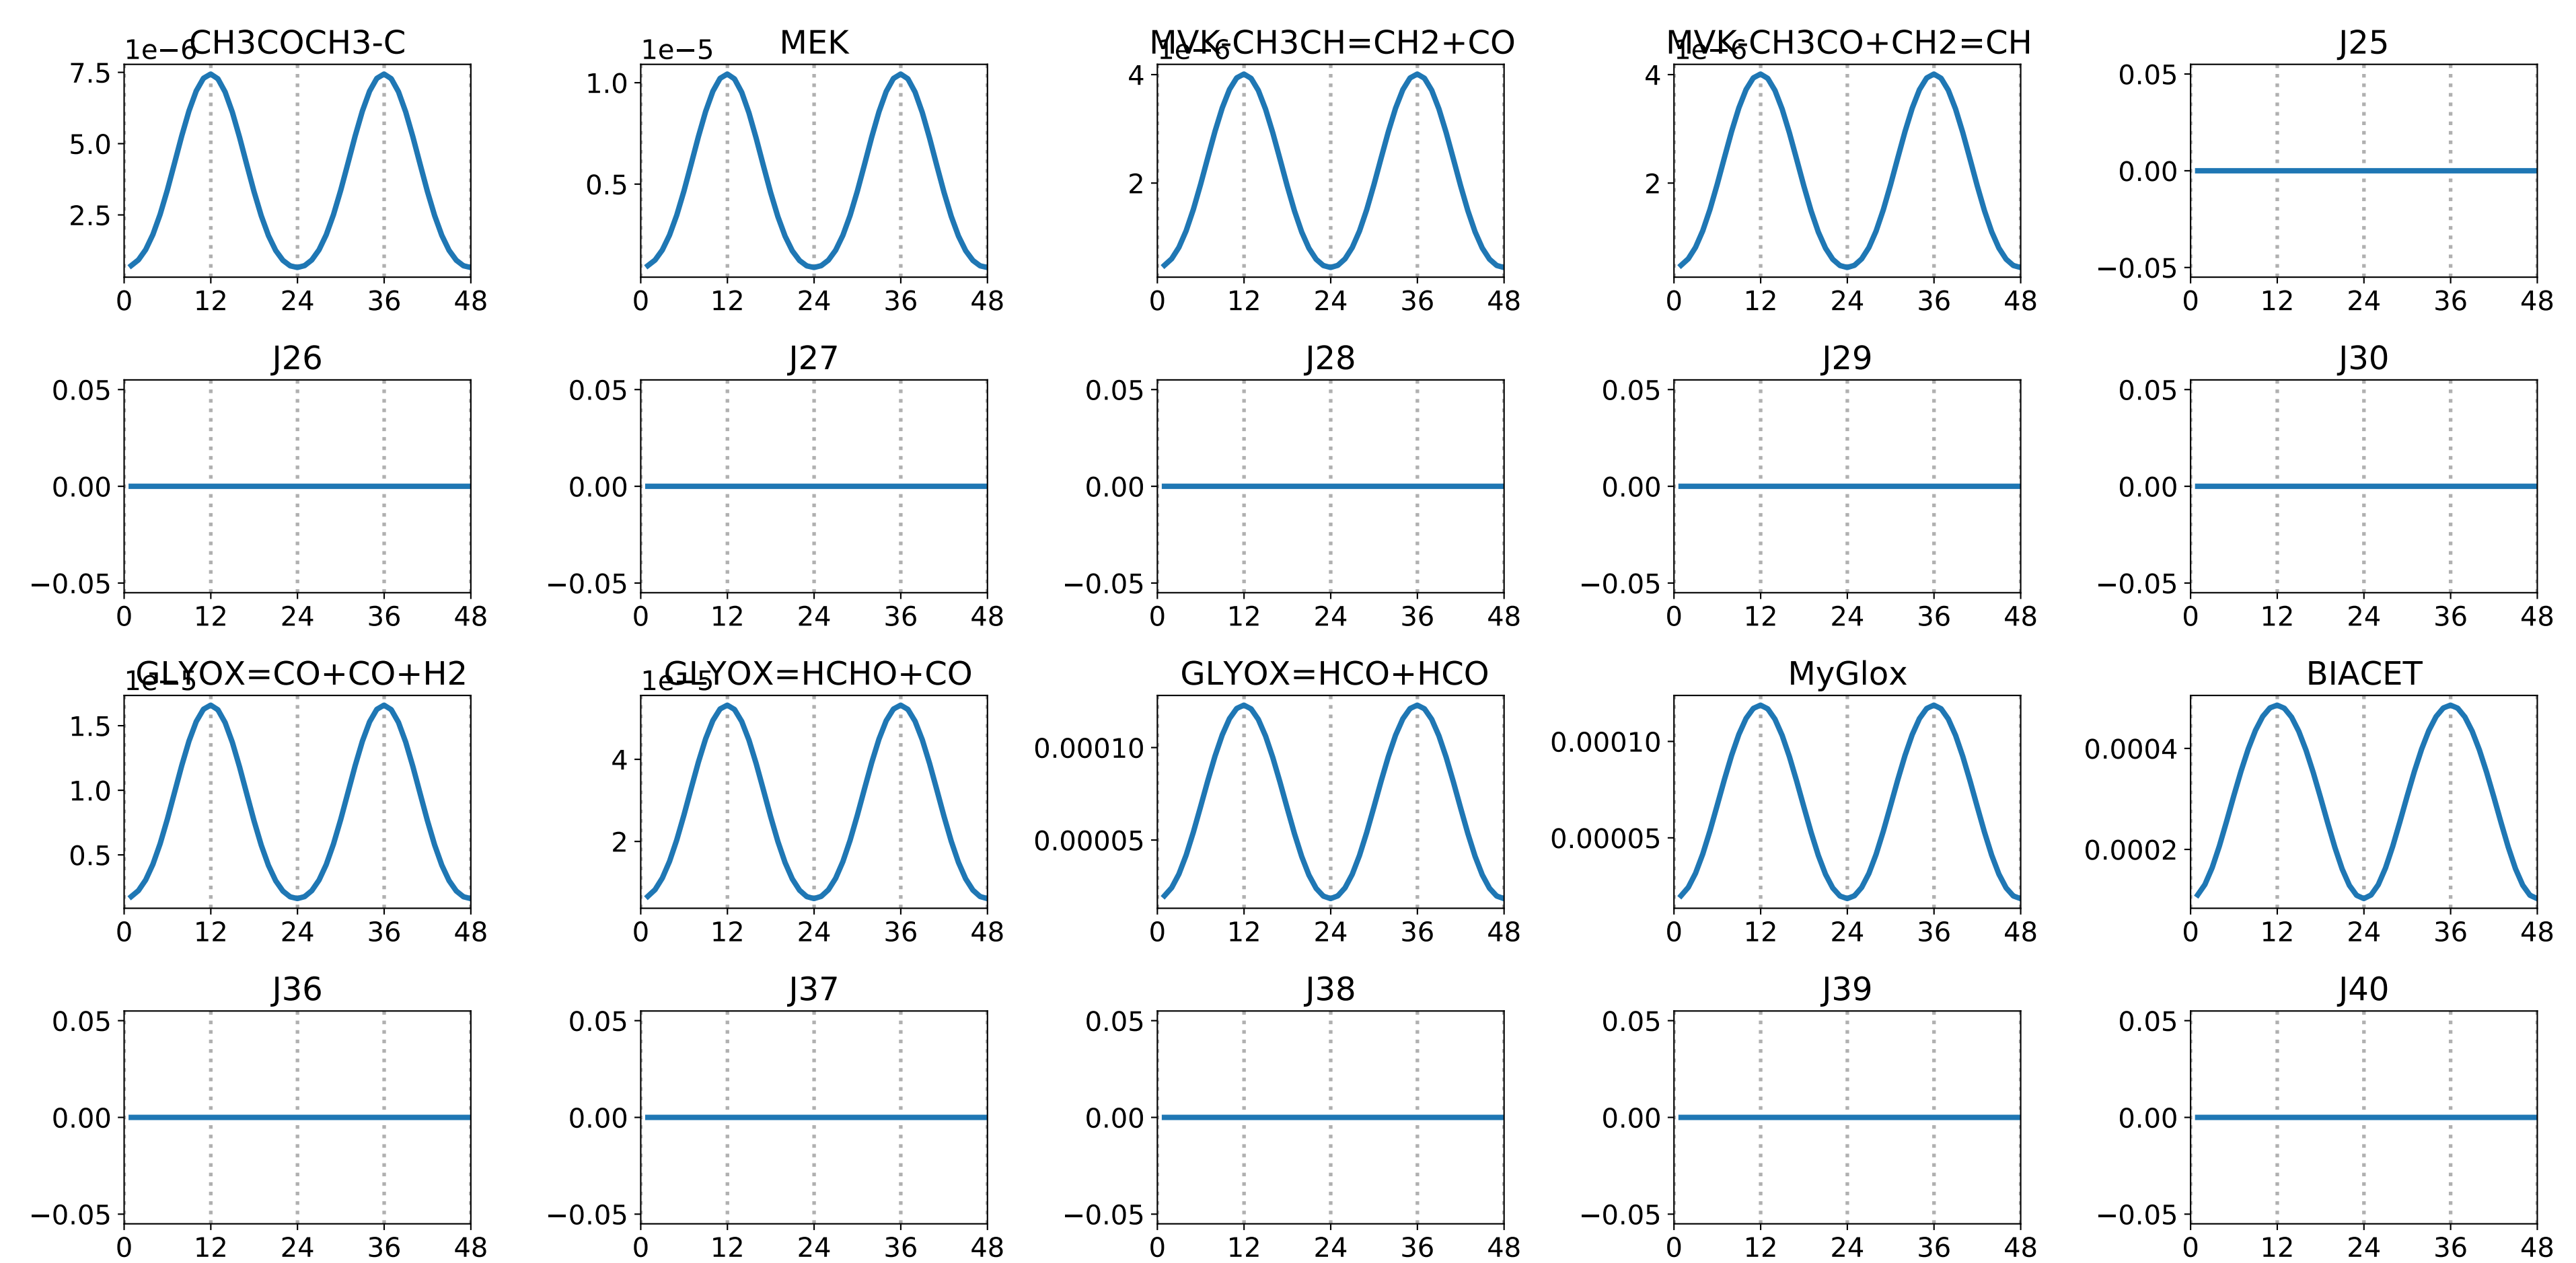 CH3COCH3-C MEK MVK-CH3CH=CH2+CO MVK-CH3CO+CH2=CH J25
1e−6 1e−5 1e−6 1e−6
7.5 1.0 4 4 0.05
5.0 0.5 2 2 0.00
2.5 −0.05
0 12 24 36 48 0 12 24 36 48 0 12 24 36 48 0 12 24 36 48 0 12 24 36 48
J26 J27 J28 J29 J30
0.05 0.05 0.05 0.05 0.05
0.00 0.00 0.00 0.00 0.00
−0.05 −0.05 −0.05 −0.05 −0.05
0 12 24 36 48 0 12 24 36 48 0 12 24 36 48 0 12 24 36 48 0 12 24 36 48
GLYOX=CO+CO+H2 GLYOX=HCHO+CO GLYOX=HCO+HCO MyGlox BIACET
1e−5 1e−5
1.5 4 0.00010 0.00010 0.0004
1.0 2 0.00005 0.00005 0.0002
0.5
0 12 24 36 48 0 12 24 36 48 0 12 24 36 48 0 12 24 36 48 0 12 24 36 48
J36 J37 J38 J39 J40
0.05 0.05 0.05 0.05 0.05
0.00 0.00 0.00 0.00 0.00
−0.05 −0.05 −0.05 −0.05 −0.05
0 12 24 36 48 0 12 24 36 48 0 12 24 36 48 0 12 24 36 48 0 12 24 36 48